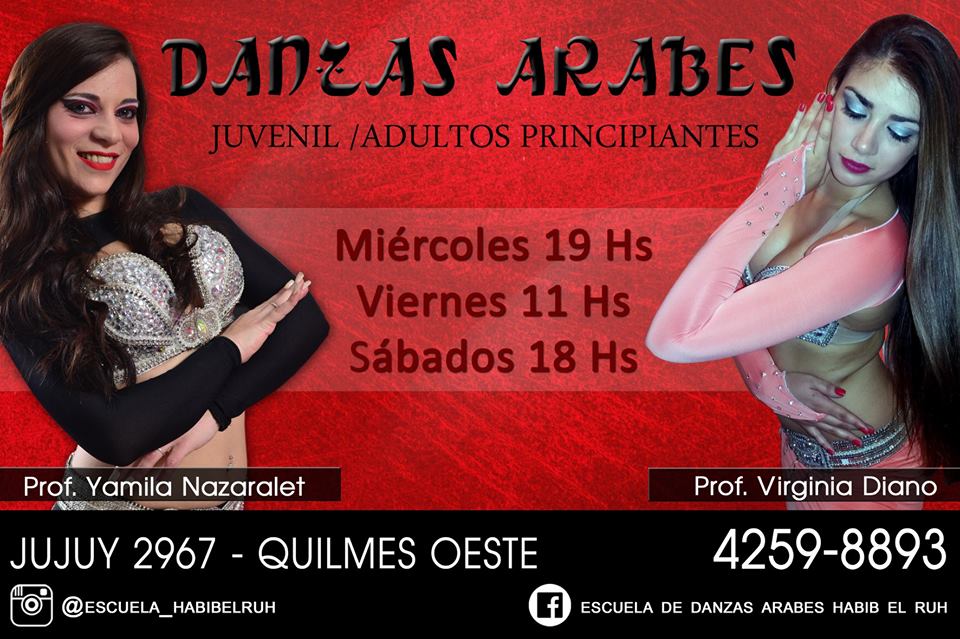 DANZAS ARABES
JUVENIL /ADULTOS PRINCIPIANTES
Miércoles 19 Hs
Viernes 11 Hs
Sábados 18 Hs
Prof. Yamila Nazaralet
Prof. Virginia Diano
JUJUY 2967 - QUILMES OESTE
4259-8893
@ESCUELA_HABIBELRUH
ESCUELA DE DANZAS ARABES HABIB EL RUH